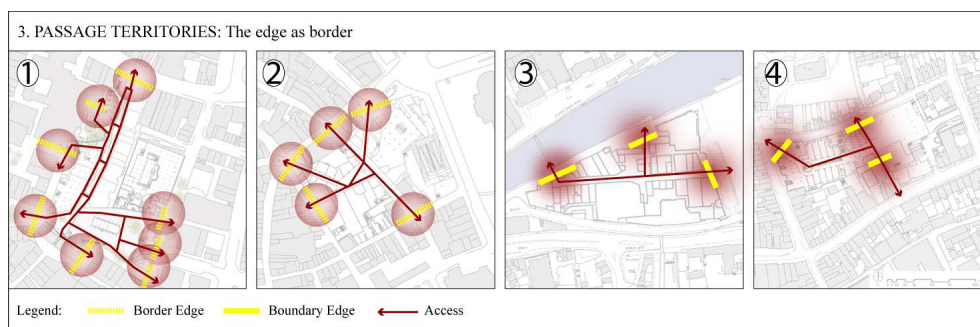 3. PASSAGE TERRITORIES: The edge as border
1
2
3
4
Legend: Border Edge Boundary Edge Access